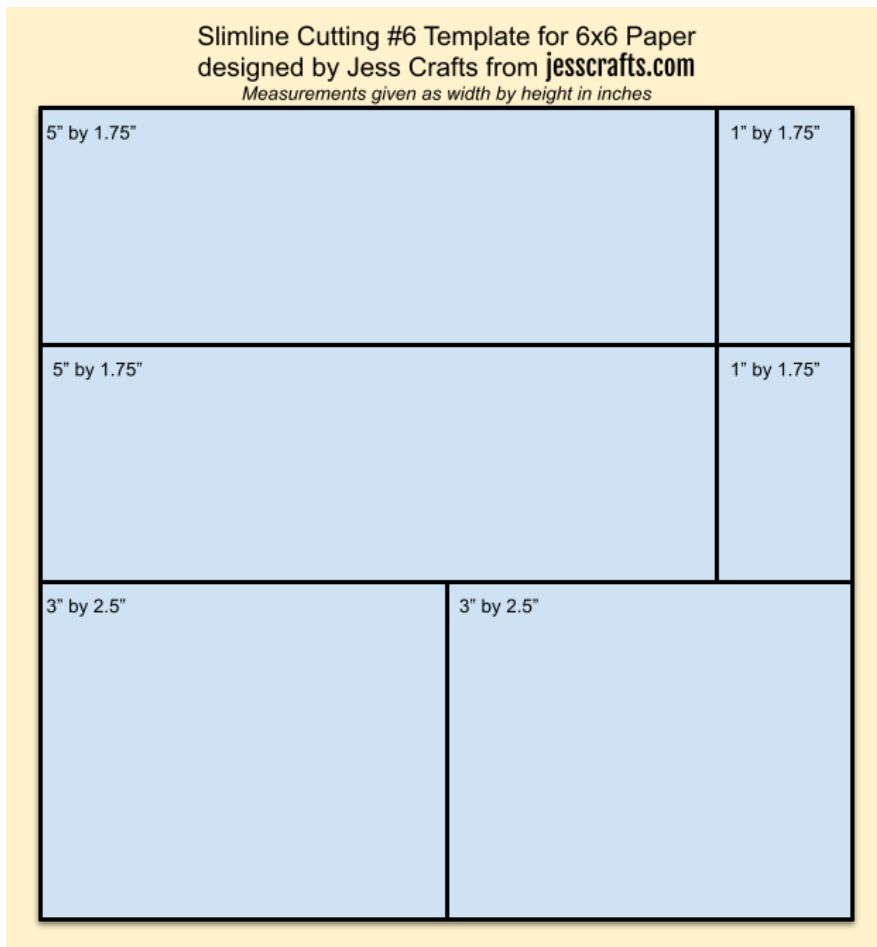 Slimline Cutting #6 Template for 6x6 Paper
designed by Jess Crafts from jesscrafts.com
Measurements given as width by height in inches
5” by 1.75”
1” by 1.75”
5” by 1.75”
1” by 1.75”
3” by 2.5”
3” by 2.5”